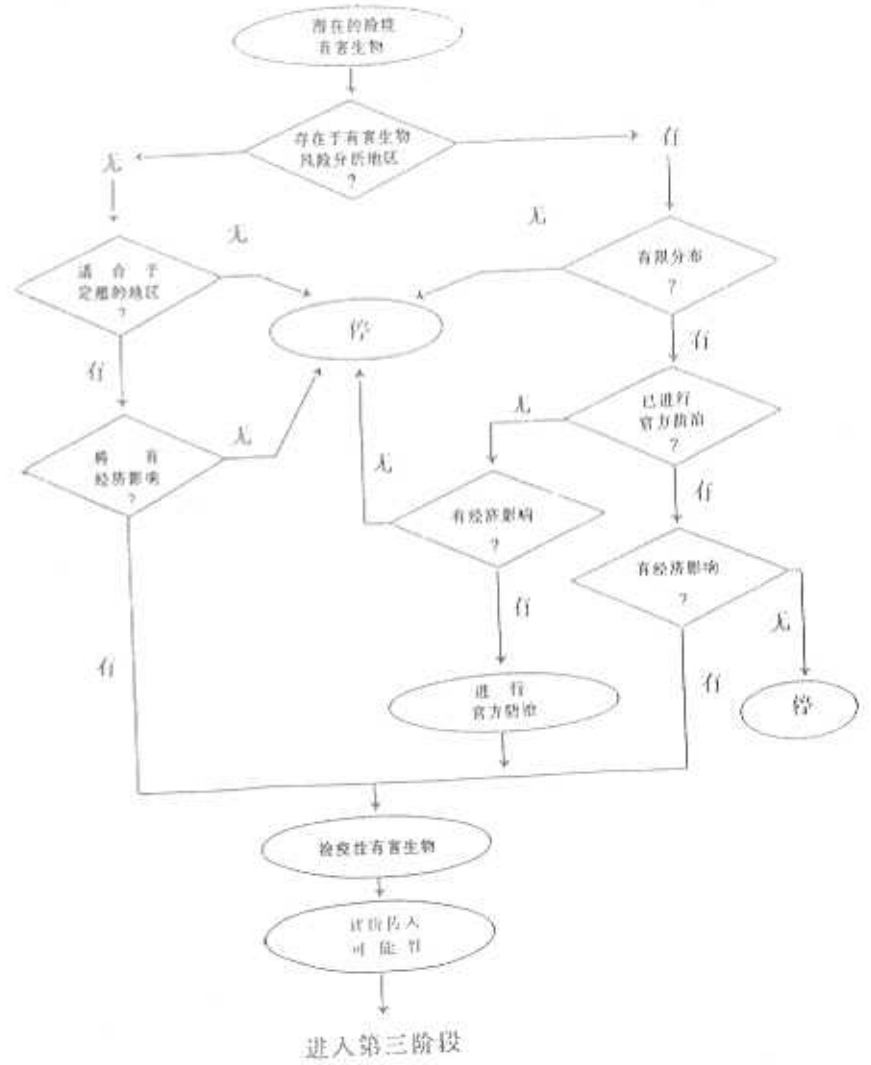 潜在的检疫
有害生物
存在于有害生物
风险分析地区
?
无
有
无
无
适合于
定殖的地区
?
有限分布
?
停
有
有
无
无
无
已进行
官方防治
?
将有
经济影响
?
有经济影响
?
有
有经济影响
?
有
无
有
有
进行
官方防治
停
检疫性有害生物
评价传入
可能性
进入第三阶段